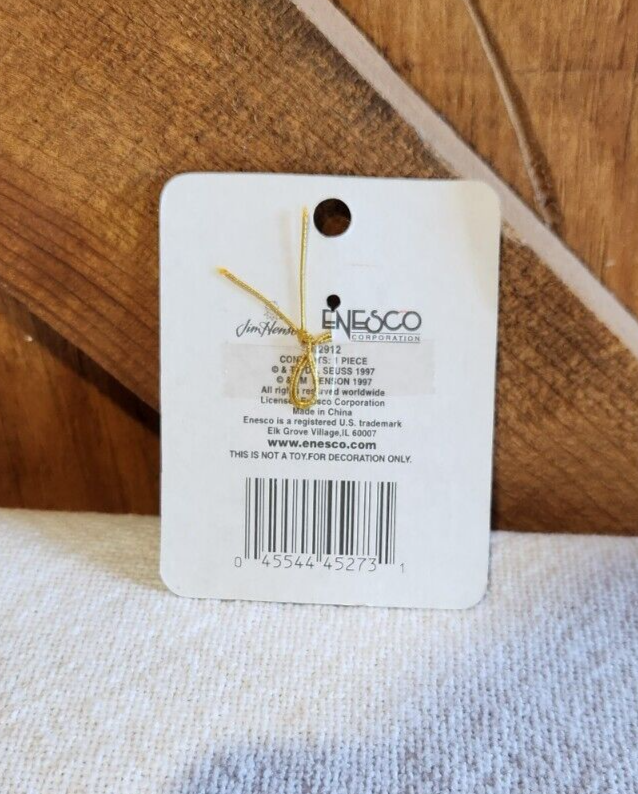 Jim Henson
ENESCO
CORPORATION
2912
PIECE
© & SEUSS 1997
© & HENSON 1997
All rights reserved worldwide
Enesco Corporation
Made in China
Enesco is a registered U.S. trademark
Elk Grove Village,IL 60007
www.enesco.com
THIS IS NOT A TOY.FOR DECORATION ONLY.
0 45544 45273 1